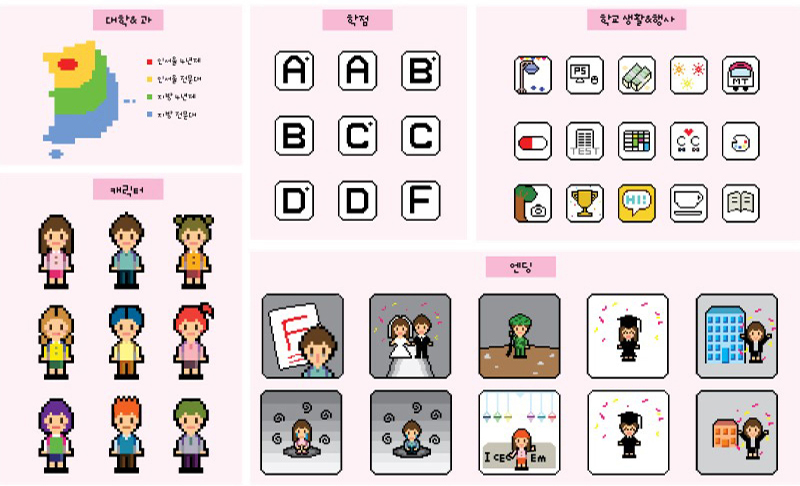 대학&과
인서울 4년제
인서울 전문대
지방 4년제
지방 전문대
캐릭터
학점
A+
A
B+
B
C+
C
D+
D
F
학교 생활&행사
PS
MT
TEST
C C
HI!
엔딩
F
I CE
Em